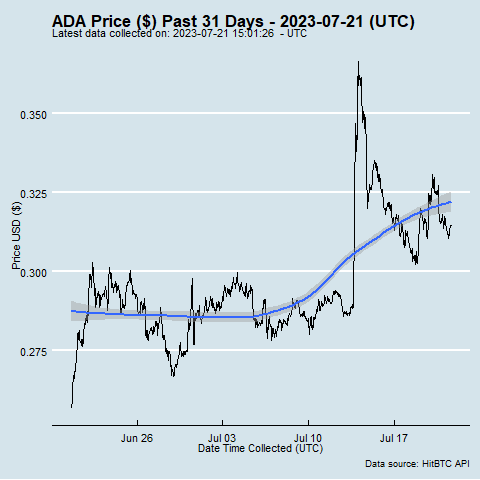 ADA Price ($) Past 31 Days - 2023-07-21 (UTC)
Latest data collected on: 2023-07-21 15:01:26  - UTC
Price USD ($)
0.350
0.325
0.300
0.275
Jun 26 Jul 03 Jul 10 Jul 17
Date Time Collected (UTC)
Data source: HitBTC API